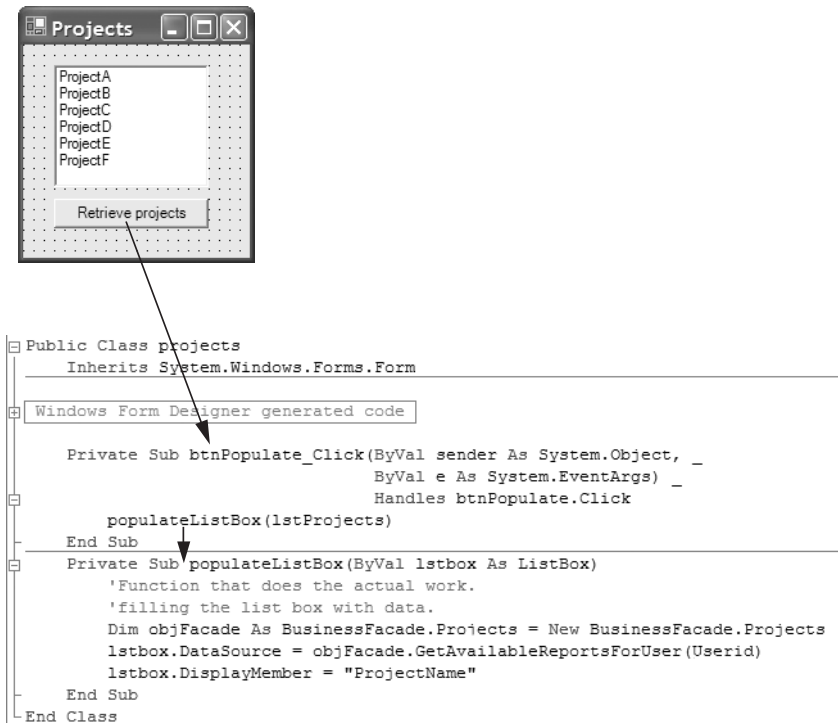 Projects
ProjectA
ProjectB
ProjectC
ProjectD
ProjectE
ProjectF
Retrieve projects
Public Class projects
Inherits System.Windows.Forms.Form
Windows Form Designer generated code
Private Sub btnPopulate_Click(ByVal sender As System.Object, _
ByVal e As System.EventArgs) _
Handles btnPopulate.Click
populateListBox(lstProjects)
End Sub
Private Sub populateListBox(ByVal lstbox As ListBox)
'Function that does the actual work.
'filling the list box with data.
Dim objFacade As BusinessFacade.Projects = New BusinessFacade.Projects
lstbox.DataSource = objFacade.GetAvailableReportsForUser(Userid)
lstbox.DisplayMember = "ProjectName"
End Sub
End Class